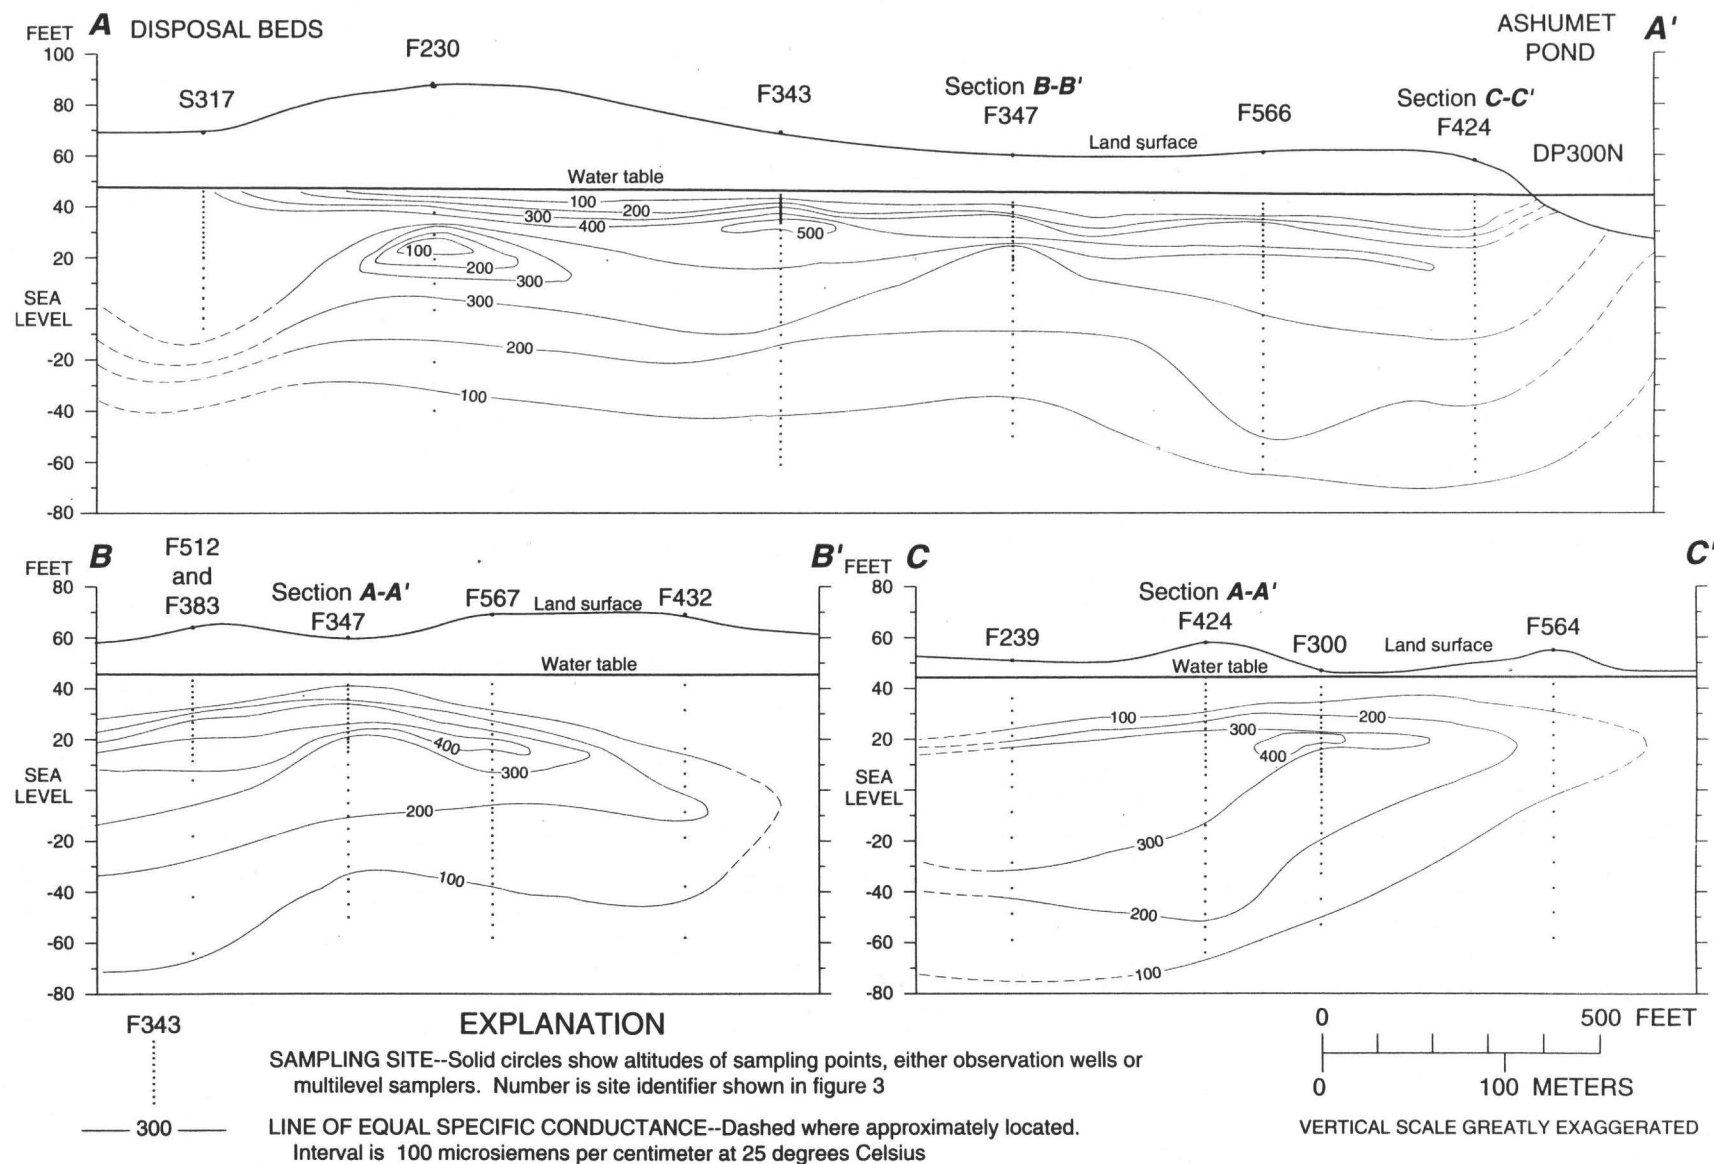 A DISPOSAL BEDS
ASHUMET POND A'
FEET
100
80
60
40
20
SEA LEVEL
-20
-40
-60
-80
S317
F230
F343
Section B-B'
F347
F566
Section C-C'
F424
DP300N
Land surface
Water table
100
200
300
400
500
100
200
300
300
200
100
B
B'
FEET
80
60
40
20
SEA LEVEL
-20
-40
-60
-80
F512
and
F383
Section A-A'
F347
F567
F432
Land surface
Water table
400
300
200
100
C
C'
FEET
80
60
40
20
SEA LEVEL
-20
-40
-60
-80
F239
Section A-A'
F424
F300
F564
Land surface
Water table
100
200
300
400
300
200
100
F343
EXPLANATION
SAMPLING SITE--Solid circles show altitudes of sampling points, either observation wells or
multilevel samplers. Number is site identifier shown in figure 3
300
LINE OF EQUAL SPECIFIC CONDUCTANCE--Dashed where approximately located.
Interval is 100 microsiemens per centimeter at 25 degrees Celsius
0 500 FEET
0 100 METERS
VERTICAL SCALE GREATLY EXAGGERATED